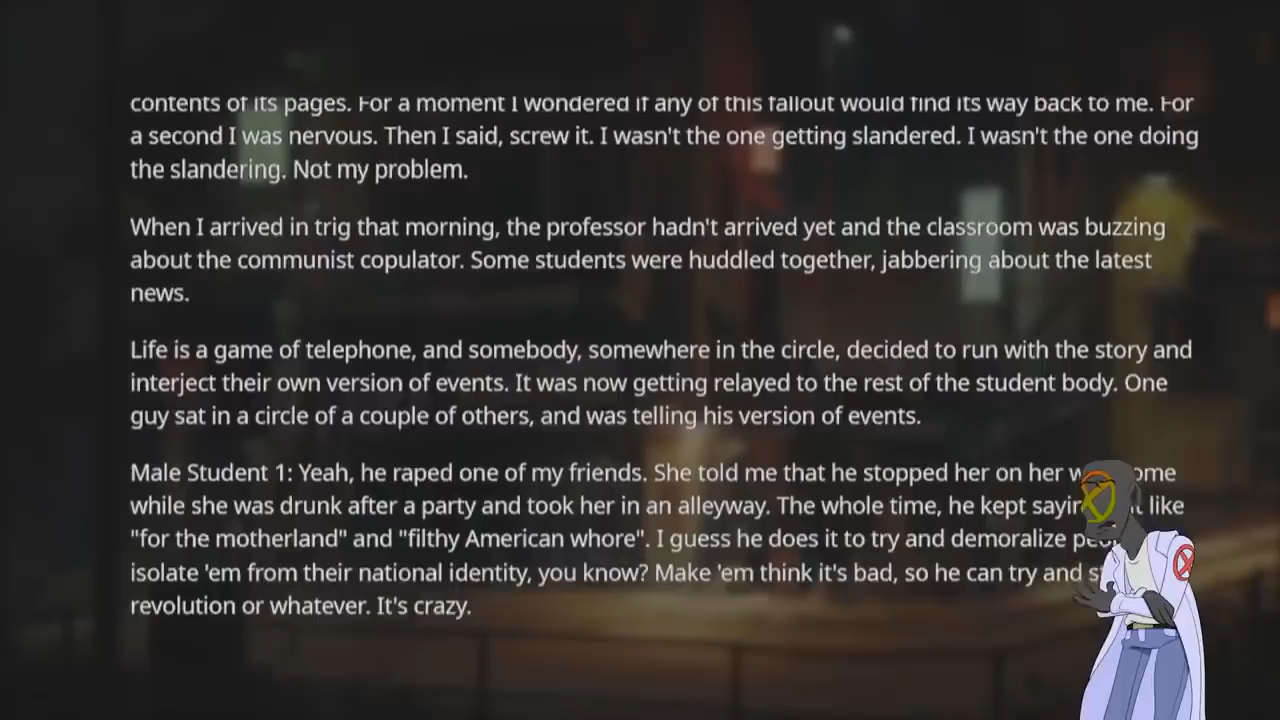 contents of its pages. For a moment I wondered if any of this fallout would find its way back to me. For
a second I was nervous. Then I said, screw it. I wasn't the one getting slandered. I wasn't the one doing
the slandering. Not my problem.
When I arrived in trig that morning, the professor hadn't arrived yet and the classroom was buzzing
about the communist copulator. Some students were huddled together, jabbering about the latest
news.
Life is a game of telephone, and somebody, somewhere in the circle, decided to run with the story and
interject their own version of events. It was now getting relayed to the rest of the student body. One
guy sat in a circle of a couple of others, and was telling his version of events.
Male Student 1: Yeah, he raped one of my friends. She told me that he stopped her on her
while she was drunk after a party and took her in an alleyway. The whole time, he kept like
"for the motherland" and "filthy American whore". I guess he does it to try and demoralize
isolate 'em from their national identity, you know? Make 'em think it's bad, so he can try and
revolution or whatever. It's crazy.